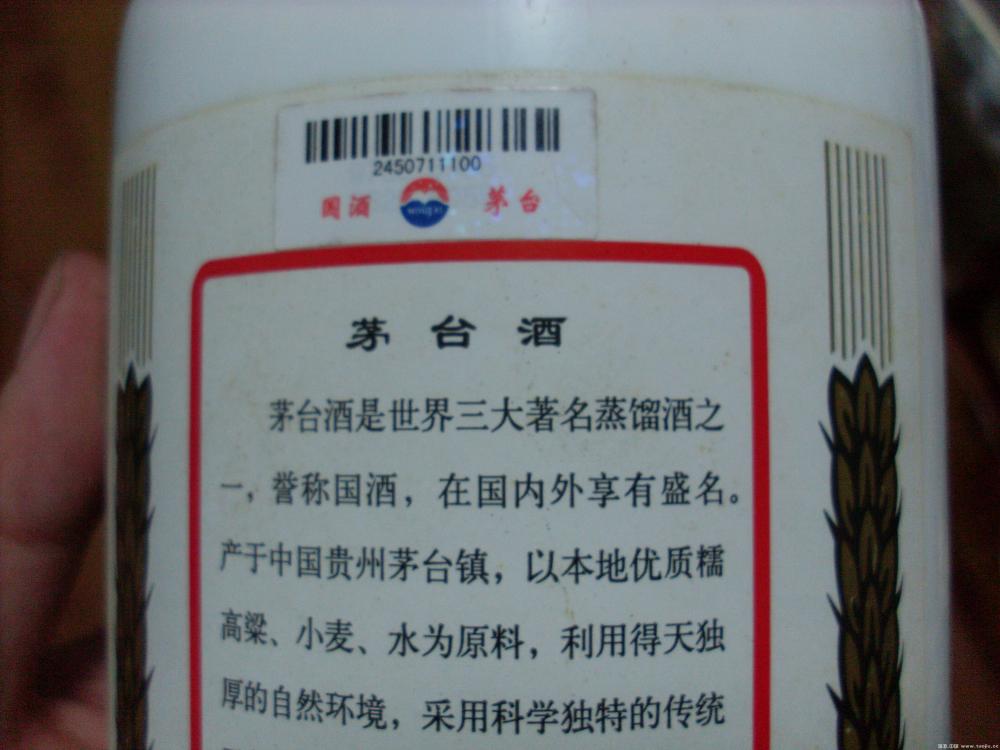 2450711100
国酒 茅台
茅台酒
茅台酒是世界三大著名蒸馏酒之
一，誉称国酒，在国内外享有盛名。
产于中国贵州茅台镇，以本地优质糯
高粱、小麦、水为原料，利用得天独
厚的自然环境，采用科学独特的传统